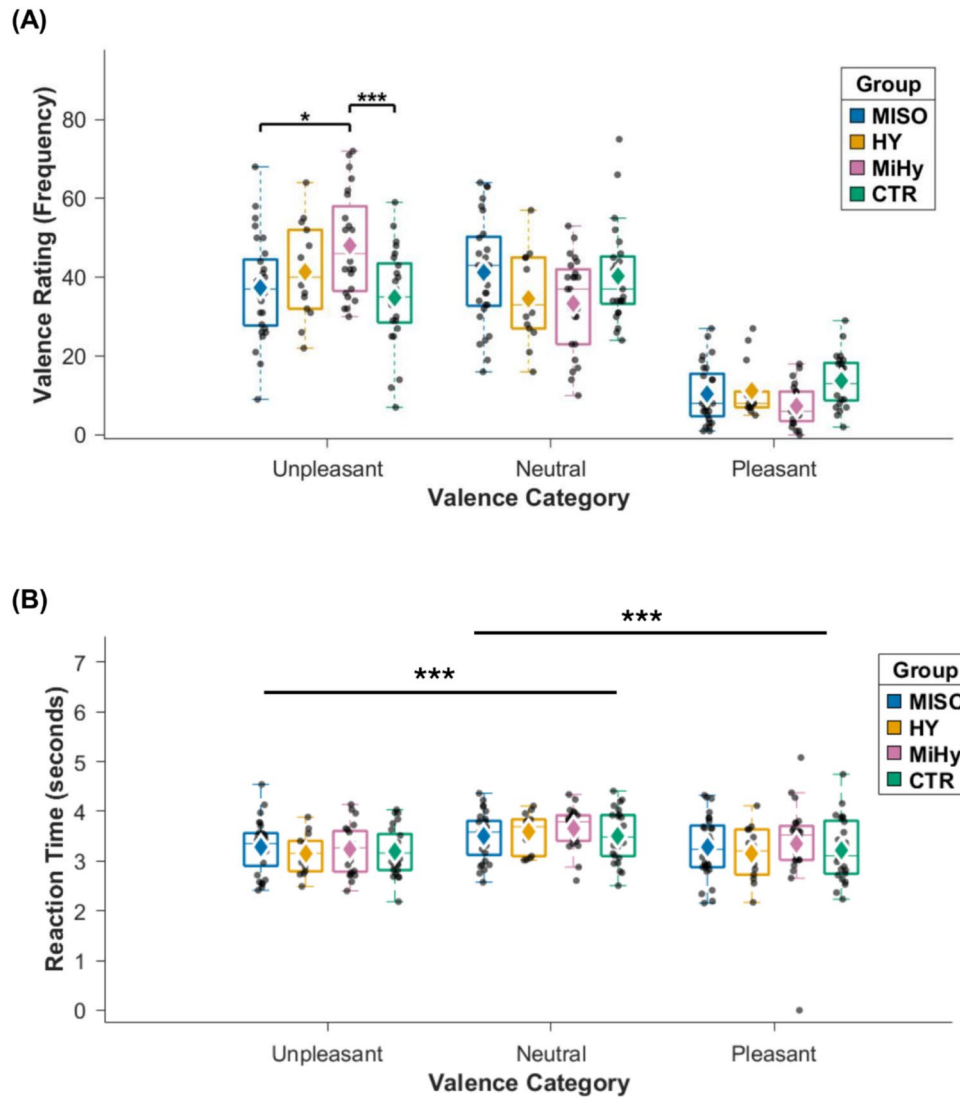 (A)
Valence Rating (Frequency)
80
60
40
20
0
*
***
Group
MISO
HY
MiHy
CTR
Unpleasant
Neutral
Pleasant
Valence Category
(B)
Reaction Time (seconds)
7
6
5
4
3
2
1
0
***
***
Group
MISO
HY
MiHy
CTR
Unpleasant
Neutral
Pleasant
Valence Category